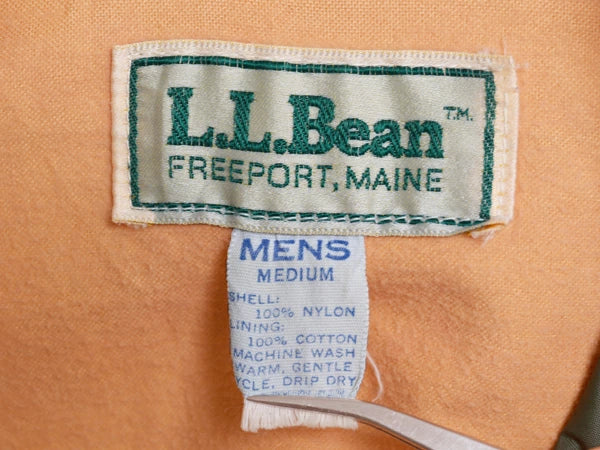 L.L.Bean T.M.
FREEPORT, MAINE
MENS
MEDIUM
SHELL:
100% NYLON
LINING:
100% COTTON
MACHINE WASH
WARM, GENTLE
CYCLE, DRIP DRY